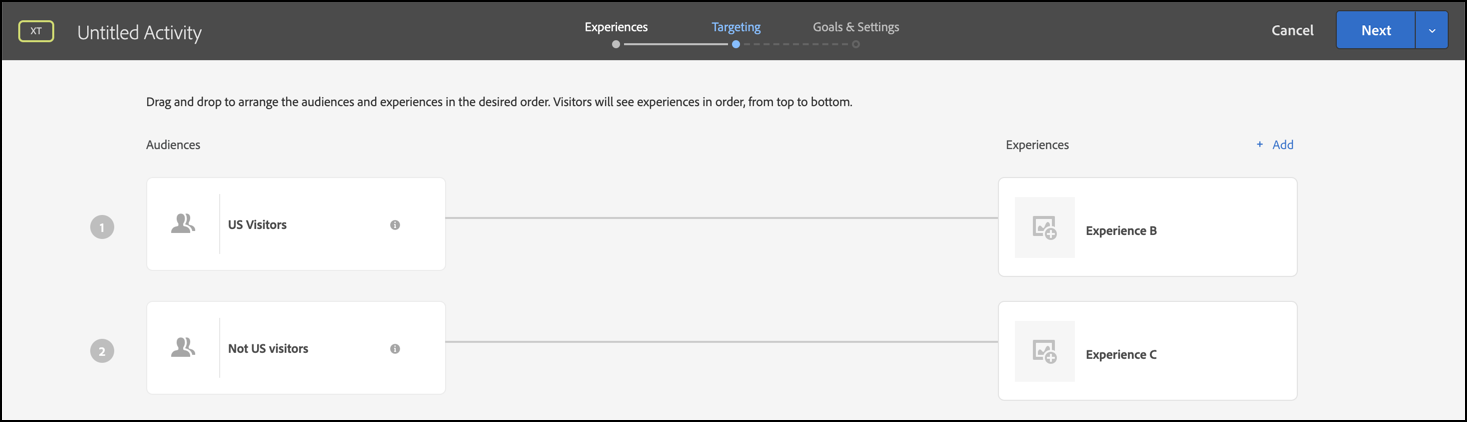 XT
Untitled Activity
Experiences
Targeting
Goals & Settings
Cancel
Next
Drag and drop to arrange the audiences and experiences in the desired order. Visitors will see experiences in order, from top to bottom.
Audiences
Experiences
+ Add
1
US Visitors
Experience B
2
Not US visitors
Experience C